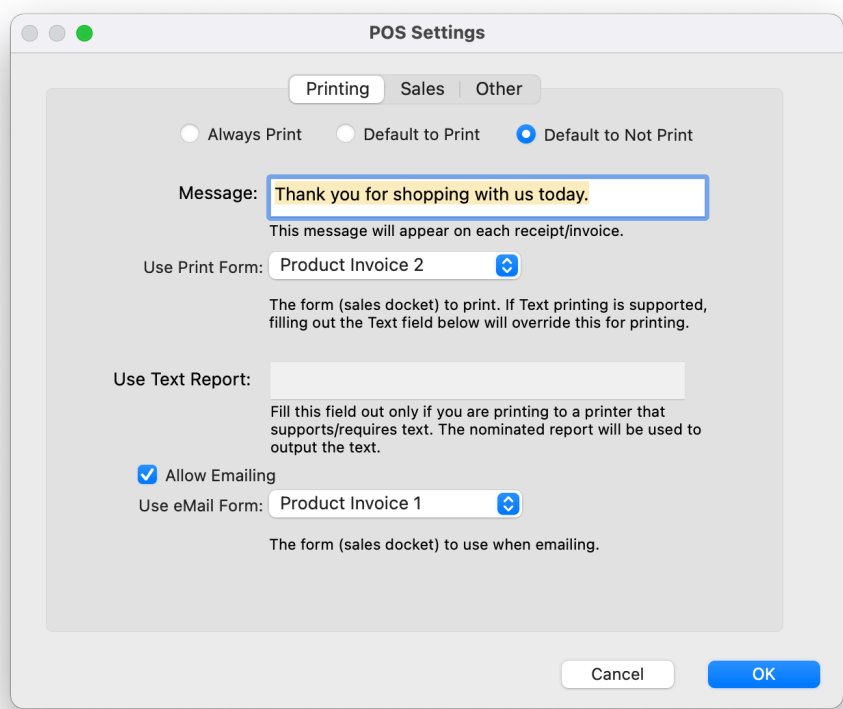 POS Settings
Printing Sales Other
Always Print Default to Print Default to Not Print
Message: Thank you for shopping with us today.
This message will appear on each receipt/invoice.
Use Print Form: Product Invoice 2
The form (sales docket) to print. If Text printing is supported,
filling out the Text field below will override this for printing.
Use Text Report:
Fill this field out only if you are printing to a printer that
supports/requires text. The nominated report will be used to
output the text.
Allow Emailing
Use eMail Form: Product Invoice 1
The form (sales docket) to use when emailing.
Cancel OK